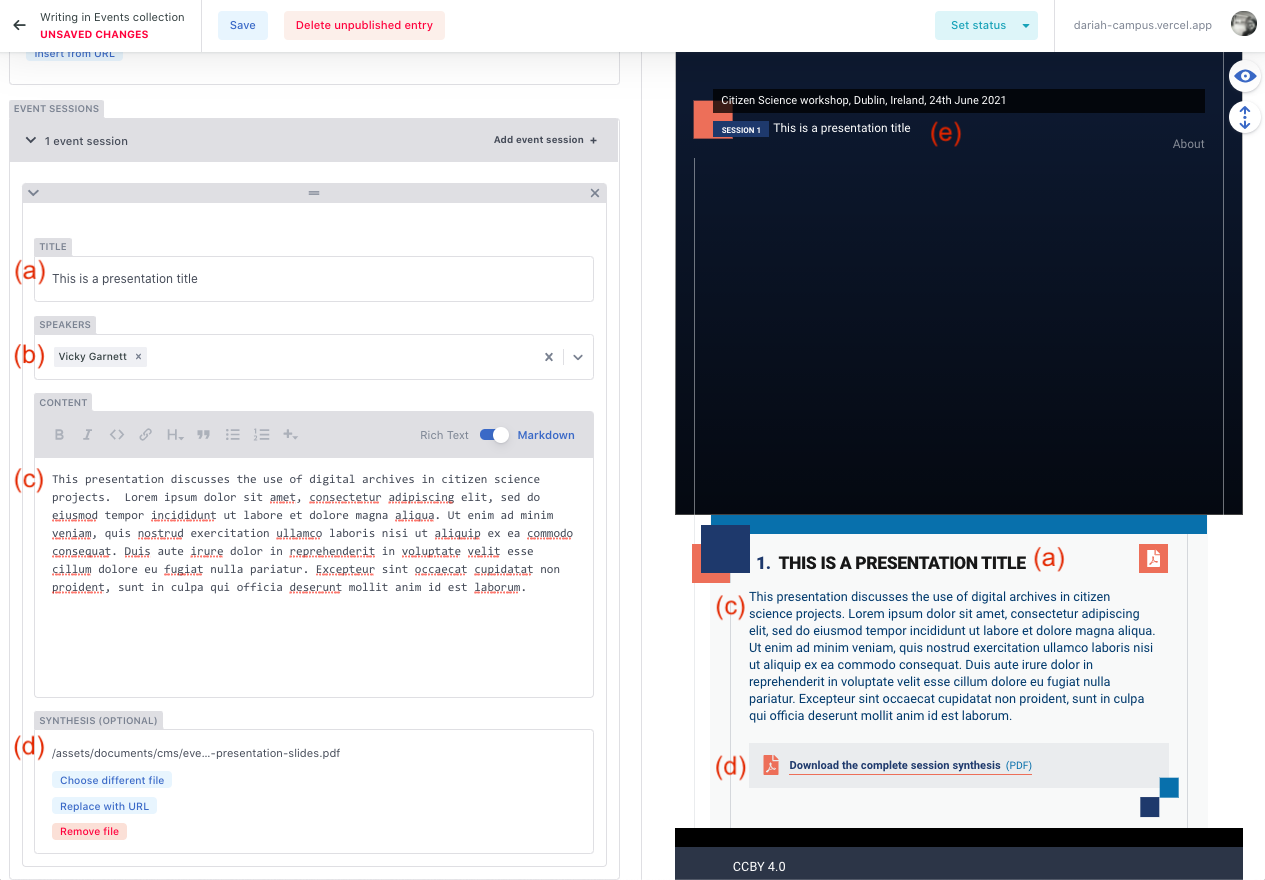 Writing in Events collection
UNSAVED CHANGES
Save
Delete unpublished entry
Set status
dariah-campus.vercel.app
Insert from URL
EVENT SESSIONS
1 event session
Add event session +
TITLE
(a)
This is a presentation title
SPEAKERS
(b)
Vicky Garnett ×
CONTENT
B I <> H
Rich Text
Markdown
(c)
This presentation discusses the use of digital archives in citizen science
projects.  Lorem ipsum dolor sit amet, consectetur adipiscing elit, sed do
eiusmod tempor incididunt ut labore et dolore magna aliqua. Ut enim ad minim
veniam, quis nostrud exercitation ullamco laboris nisi ut aliquip ex ea commodo
consequat. Duis aute irure dolor in reprehenderit in voluptate velit esse
cillum dolore eu fugiat nulla pariatur. Excepteur sint occaecat cupidatat non
proident, sunt in culpa qui officia deserunt mollit anim id est laborum.
SYNTHESIS (OPTIONAL)
(d)
/assets/documents/cms/eve...-presentation-slides.pdf
Choose different file
Replace with URL
Remove file
Citizen Science workshop, Dublin, Ireland, 24th June 2021
SESSION 1 This is a presentation title
(e)
About
1. THIS IS A PRESENTATION TITLE
(a)
(c)
This presentation discusses the use of digital archives in citizen
science projects. Lorem ipsum dolor sit amet, consectetur adipiscing
elit, sed do eiusmod tempor incididunt ut labore et dolore magna aliqua.
Ut enim ad minim veniam, quis nostrud exercitation ullamco laboris nisi
ut aliquip ex ea commodo consequat. Duis aute irure dolor in
reprehenderit in voluptate velit esse cillum dolore eu fugiat nulla
pariatur. Excepteur sint occaecat cupidatat non proident, sunt in culpa
qui officia deserunt mollit anim id est laborum.
(d)
Download the complete session synthesis (PDF)
CCBY 4.0